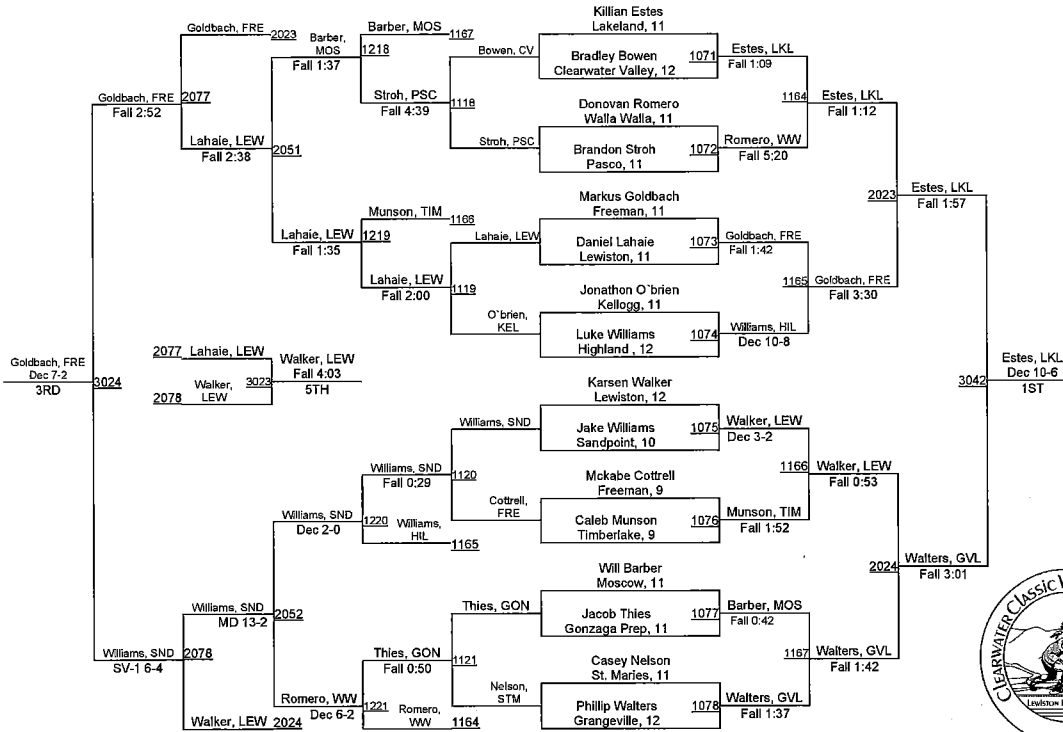 Goldbach, FRE
Dec 7-2
3RD
3024
Goldbach, FRE
Fall 2:52
2077
Goldbach, FRE
2023
Lahaie, LEW
Fall 2:38
2051
Barber,
MOS
Fall 1:37
1218
Barber, MOS
1167
Stroh, PSC
Fall 4:39
1118
Bowen, CV
Stroh, PSC
Lahaie, LEW
Fall 1:35
1219
Munson, TIM
1166
Lahaie, LEW
Fall 2:00
1119
Lahaie, LEW
O`brien,
KEL
2077
Lahaie, LEW
2078
Walker,
LEW
3023
Walker, LEW
Fall 4:03
5TH
Williams, SND
SV-1 6-4
2078
Williams, SND
MD 13-2
2052
Walker, LEW
2024
Williams, SND
Dec 2-0
1220
Williams, SND
Fall 0:29
1120
Williams, SND
Cottrell,
FRE
Williams,
HIL
1165
Romero, WW
Dec 6-2
1221
Thies, GON
Fall 0:50
1121
Thies, GON
Nelson,
STM
Romero,
WW
1164
Killian Estes
Lakeland, 11
Bradley Bowen
Clearwater Valley, 12
1071
Estes, LKL
Fall 1:09
Donovan Romero
Walla Walla, 11
Brandon Stroh
Pasco, 11
1072
Romero, WW
Fall 5:20
Markus Goldbach
Freeman, 11
Daniel Lahaie
Lewiston, 11
1073
Goldbach, FRE
Fall 1:42
Jonathon O`brien
Kellogg, 11
Luke Williams
Highland , 12
1074
Williams, HIL
Dec 10-8
Karsen Walker
Lewiston, 12
Jake Williams
Sandpoint, 10
1075
Walker, LEW
Dec 3-2
Mckabe Cottrell
Freeman, 9
Caleb Munson
Timberlake, 9
1076
Munson, TIM
Fall 1:52
Will Barber
Moscow, 11
Jacob Thies
Gonzaga Prep, 11
1077
Barber, MOS
Fall 0:42
Casey Nelson
St. Maries, 11
Phillip Walters
Grangeville, 12
1078
Walters, GVL
Fall 1:37
1164
Estes, LKL
Fall 1:12
1165
Goldbach, FRE
Fall 3:30
1166
Walker, LEW
Fall 0:53
1167
Walters, GVL
Fall 1:42
2023
Estes, LKL
Fall 1:57
2024
Walters, GVL
Fall 3:01
3042
Estes, LKL
Dec 10-6
1ST
CLEARWATER CLASSIC
LEWISTON